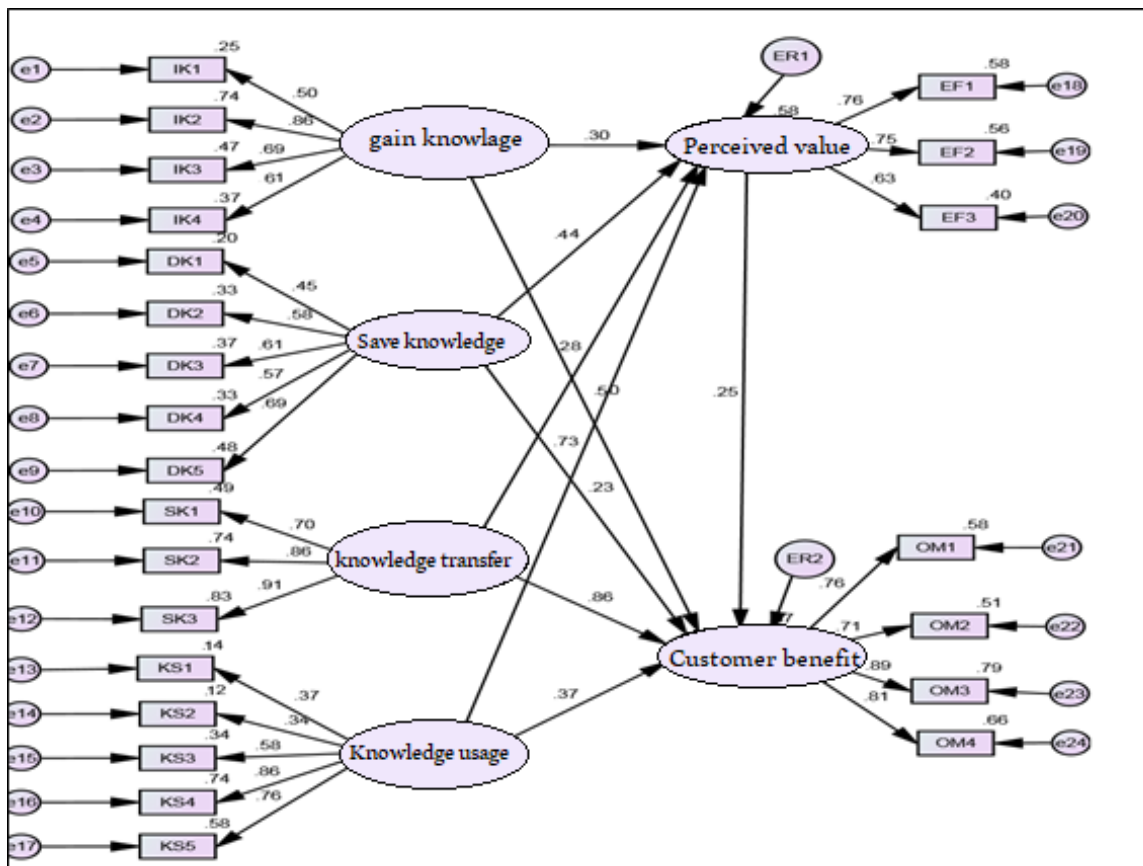 .25
e1 IK1
.50
.74
e2 IK2
.86
.47
e3 IK3
.69
.61
.37
e4 IK4
gain knowlage
.30
.20
e5 DK1
.45
.33
e6 DK2
.58
.37
e7 DK3
.61
.57
.33
e8 DK4
.69
.48
e9 DK5
Save knowledge
.44
.49
e10 SK1
.70
.74
e11 SK2
.86
.91
.83
e12 SK3
knowledge transfer
.14
e13 KS1
.37
.12
e14 KS2
.34
.34
e15 KS3
.58
.86
.74
e16 KS4
.76
.58
e17 KS5
Knowledge usage
.28
.50
.73
.23
.25
.86
.37
ER1
.58
Perceived value
.58
.76 EF1 e18
.56
.75 EF2 e19
.63
.40
EF3 e20
ER2
Customer benefit
.58
OM1 e21
.76
.51
.71 OM2 e22
.79
.89 OM3 e23
.81
.66
OM4 e24